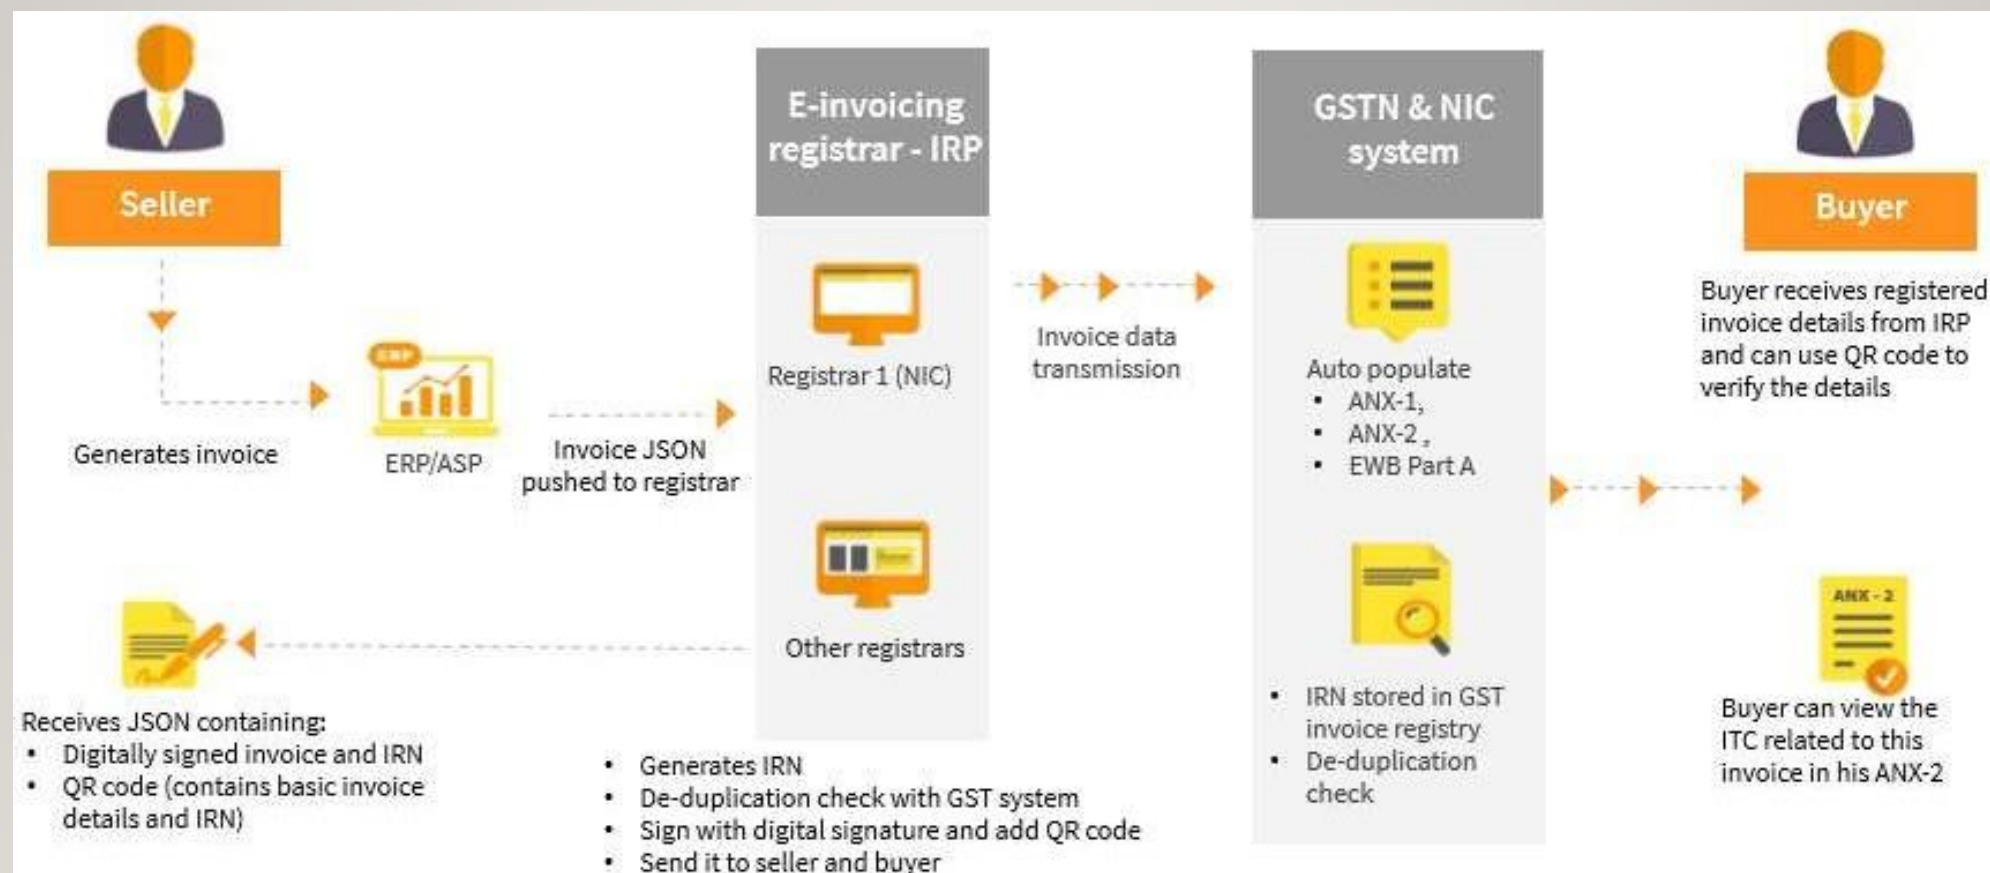 Seller
Generates invoice
ERP
ERP/ASP
Invoice JSON
pushed to registrar
E-invoicing
registrar - IRP
Registrar 1 (NIC)
Other registrars
• Generates IRN
• De-duplication check with GST system
• Sign with digital signature and add QR code
• Send it to seller and buyer
Receives JSON containing:
• Digitally signed invoice and IRN
• QR code (contains basic invoice
details and IRN)
Invoice data
transmission
GSTN & NIC
system
Auto populate
• ANX-1,
• ANX-2 ,
• EWB Part A
• IRN stored in GST
invoice registry
• De-duplication
check
Buyer
Buyer receives registered
invoice details from IRP
and can use QR code to
verify the details
ANX - 2
Buyer can view the
ITC related to this
invoice in his ANX-2